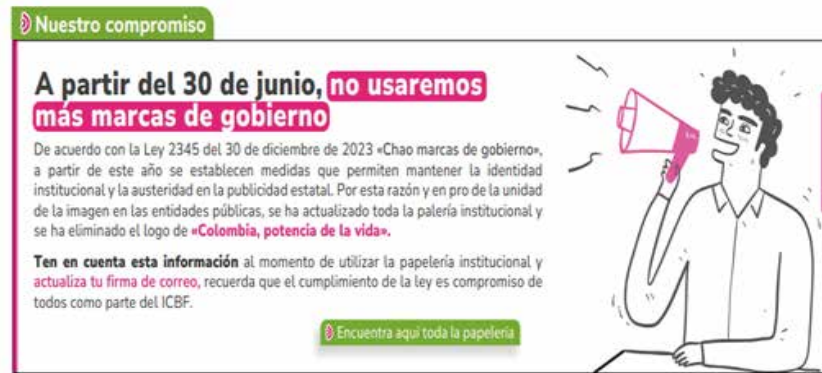 Nuestro compromiso
A partir del 30 de junio, no usaremos
más marcas de gobierno
De acuerdo con la Ley 2345 del 30 de diciembre de 2023 «Chao marcas de gobierno»,
a partir de este año se establecen medidas que permiten mantener la identidad
institucional y la austeridad en la publicidad estatal. Por esta razón y en pro de la unidad
de la imagen en las entidades públicas, se ha actualizado toda la palería institucional y
se ha eliminado el logo de «Colombia, potencia de la vida».
Ten en cuenta esta información al momento de utilizar la papelería institucional y
actualiza tu firma de correo, recuerda que el cumplimiento de la ley es compromiso de
todos como parte del ICBF.
Encuentra aquí toda la papelería